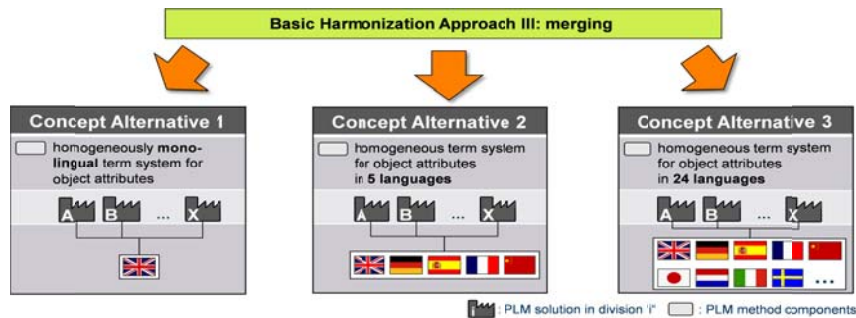 Basic Harmonization Approach III: merging
Concept Alternative 1
homogeneously mono-
lingual term system for
object attributes
A B ... X
Concept Alternative 2
homogeneous term system
for object attributes
in 5 languages
A B ... X
Concept Alternative 3
homogeneous term system
for object attributes
in 24 languages
A B ... X
...
i : PLM solution in division "i" : PLM method components